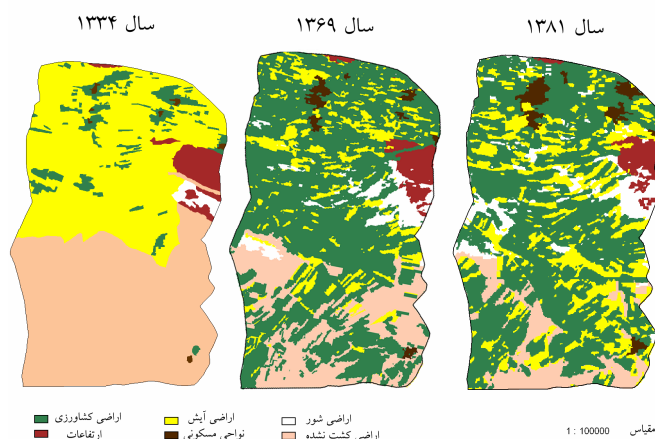 سال ۱۳۳۴
سال ۱۳۶۹
سال ۱۳۸۱
اراضی کشاورزی
اراضی آیش
اراضی شور
ارتفاعات
نواحی مسکونی
اراضی کشت نشده
مقیاس 1 : 100000